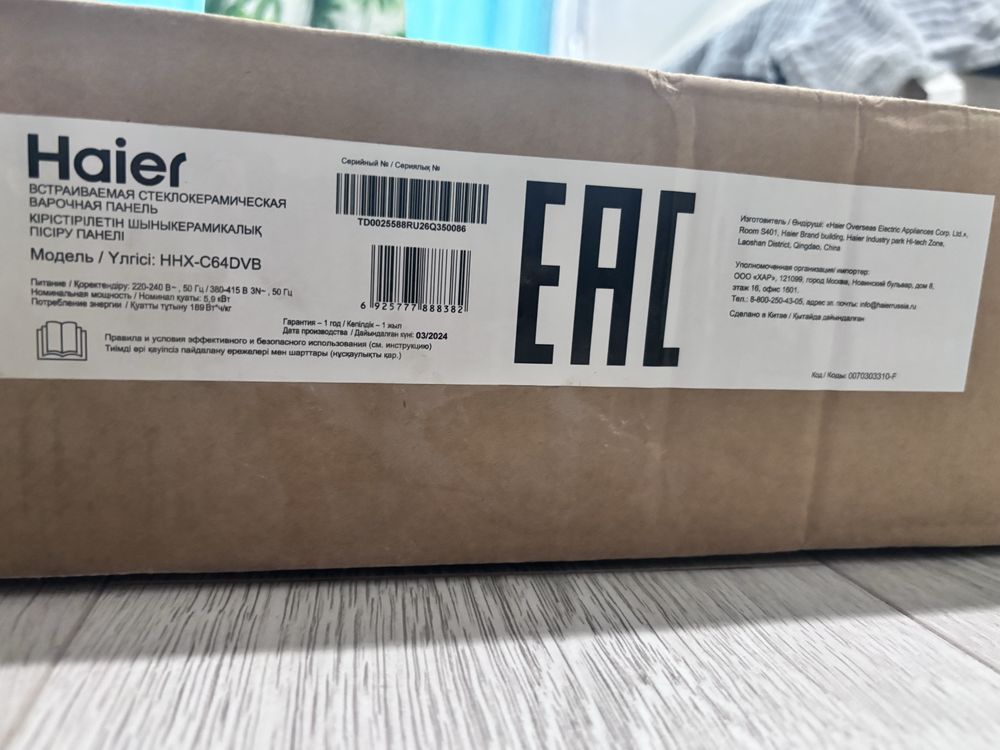 Haier
ВСТРАИВАЕМАЯ СТЕКЛОКЕРАМИЧЕСКАЯ
ВАРОЧНАЯ ПАНЕЛЬ
КІРІСТІРІЛЕТІН ШЫНЫКЕРАМИКАЛЫҚ
ПІСІРУ ПАНЕЛІ
Модель / Үлгісі: HHX-C64DVB
Питание / Қоректендіру: 220-240 В~, 50 Гц / 380-415 В 3N~, 50 Гц
Номинальная мощность / Номинал қуаты: 5,9 кВт
Потребление энергии / Қуатты тұтыну 189 Вт*ч/кг
Гарантия – 1 год / Кепілдік – 1 жыл
Дата производства / Дайындалған күні: 03/2024
Правила и условия эффективного и безопасного использования (см. инструкцию)
Тиімді әрі қауіпсіз пайдалану ережелері мен шарттары (нұсқаулықты қар.)
Серийный № / Сериялық №
TD0025588RU26Q350086
6 925777 888382
EAC
Изготовитель / Өндіруші: «Haier Overseas Electric Appliances Corp. Ltd.»,
Room S401, Haier Brand building, Haier Industry park Hi-tech Zone,
Laoshan District, Qingdao, China
Уполномоченная организация/ импортер:
ООО «ХАР», 121099, город Москва, Новинский бульвар, дом 8,
этаж 16, офис 1601.
Тел.: 8-800-250-43-05, адрес эл. почты: info@haierrussia.ru
Сделано в Китае / Қытайда дайындалған
Код / Коды: 0070303310-F